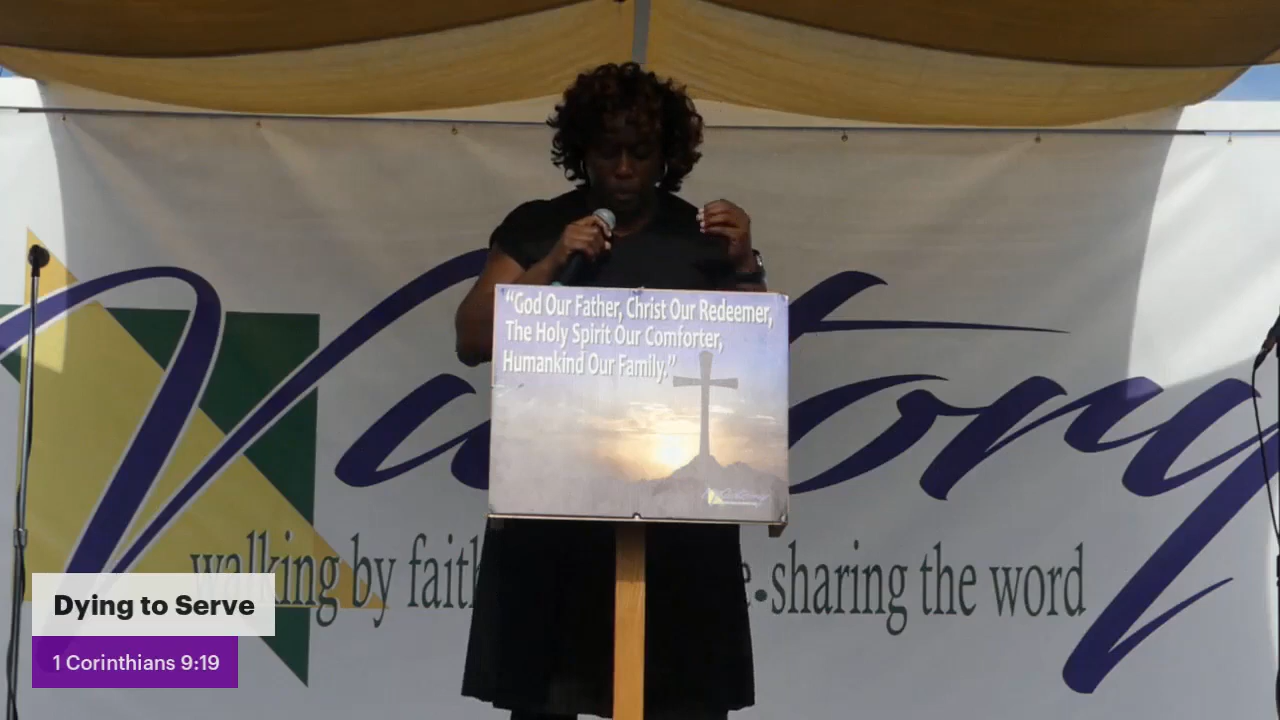 “God Our Father, Christ Our Redeemer,
The Holy Spirit Our Comforter,
Humankind Our Family.”
walking by faith
sharing the word
Dying to Serve
1 Corinthians 9:19